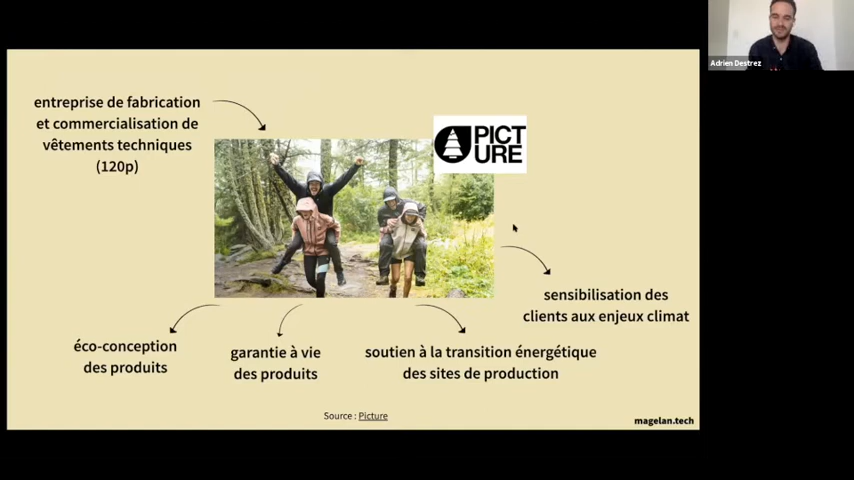 Adrien Destrez
entreprise de fabrication
et commercialisation de
vêtements techniques
(120p)
PICT
URE
sensibilisation des
clients aux enjeux climat
éco-conception
des produits
garantie à vie
des produits
soutien à la transition énergétique
des sites de production
Source : Picture
magelan.tech